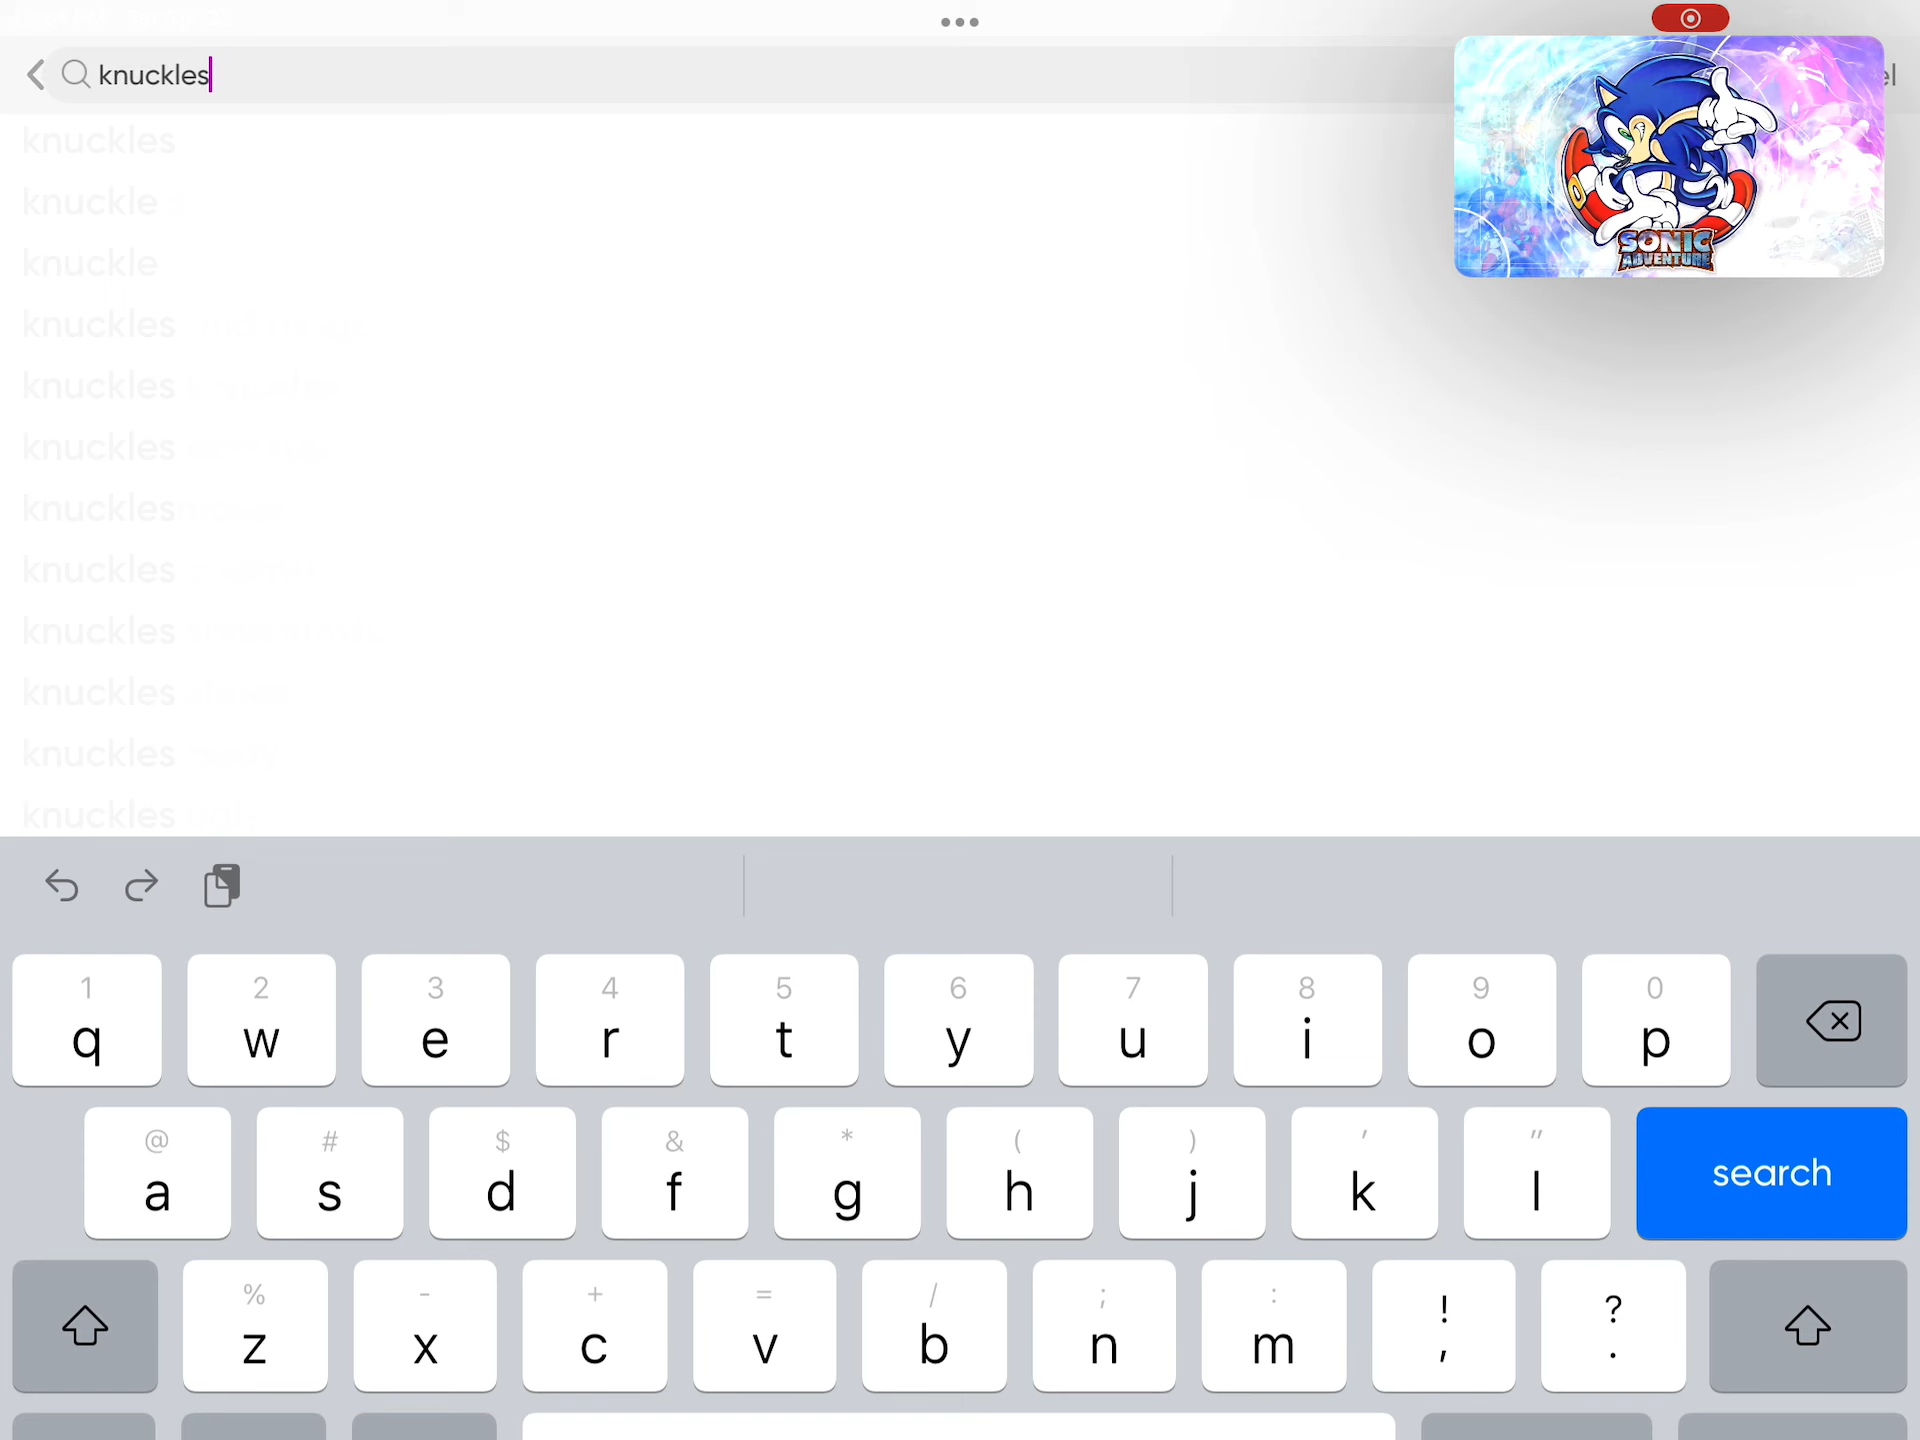 knuckles
el
SONIC
ADVENTURE
knuckles
knuckle
knuckle
knuckles
knuckles
knuckles
knuckles
knuckles
knuckles
knuckles
knuckles
knuckles
1 2 3 4 5 6 7 8 9 0
q w e r t y u i o p
@ # $ & * ( ) ' "
a s d f g h j k l search
% - + = / ; : ! ?
z x c v b n m , .